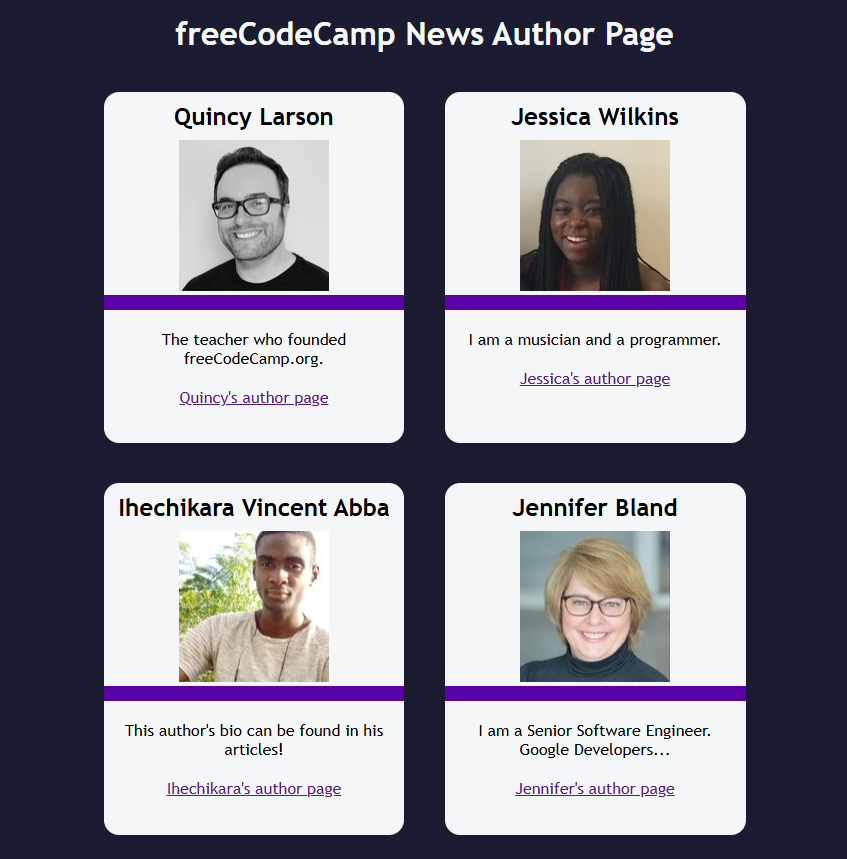 freeCodeCamp News Author Page
Quincy Larson
The teacher who founded
freeCodeCamp.org.
Quincy's author page
Jessica Wilkins
I am a musician and a programmer.
Jessica's author page
Ihechikara Vincent Abba
This author's bio can be found in his
articles!
Ihechikara's author page
Jennifer Bland
I am a Senior Software Engineer.
Google Developers...
Jennifer's author page